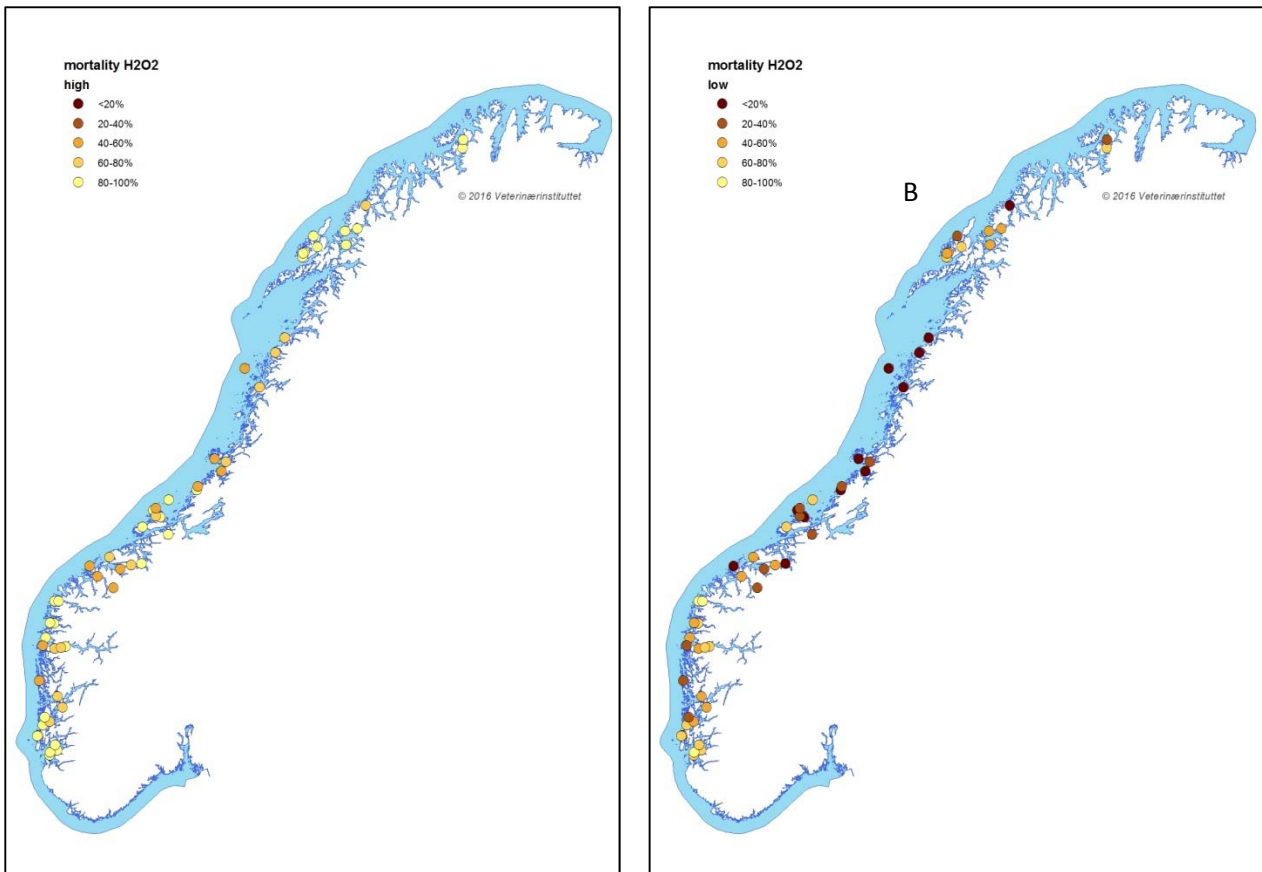 mortality H2O2
high
<20%
20-40%
40-60%
60-80%
80-100%
© 2016 Veterinærinstituttet
mortality H2O2
low
<20%
20-40%
40-60%
60-80%
80-100%
B
© 2016 Veterinærinstituttet